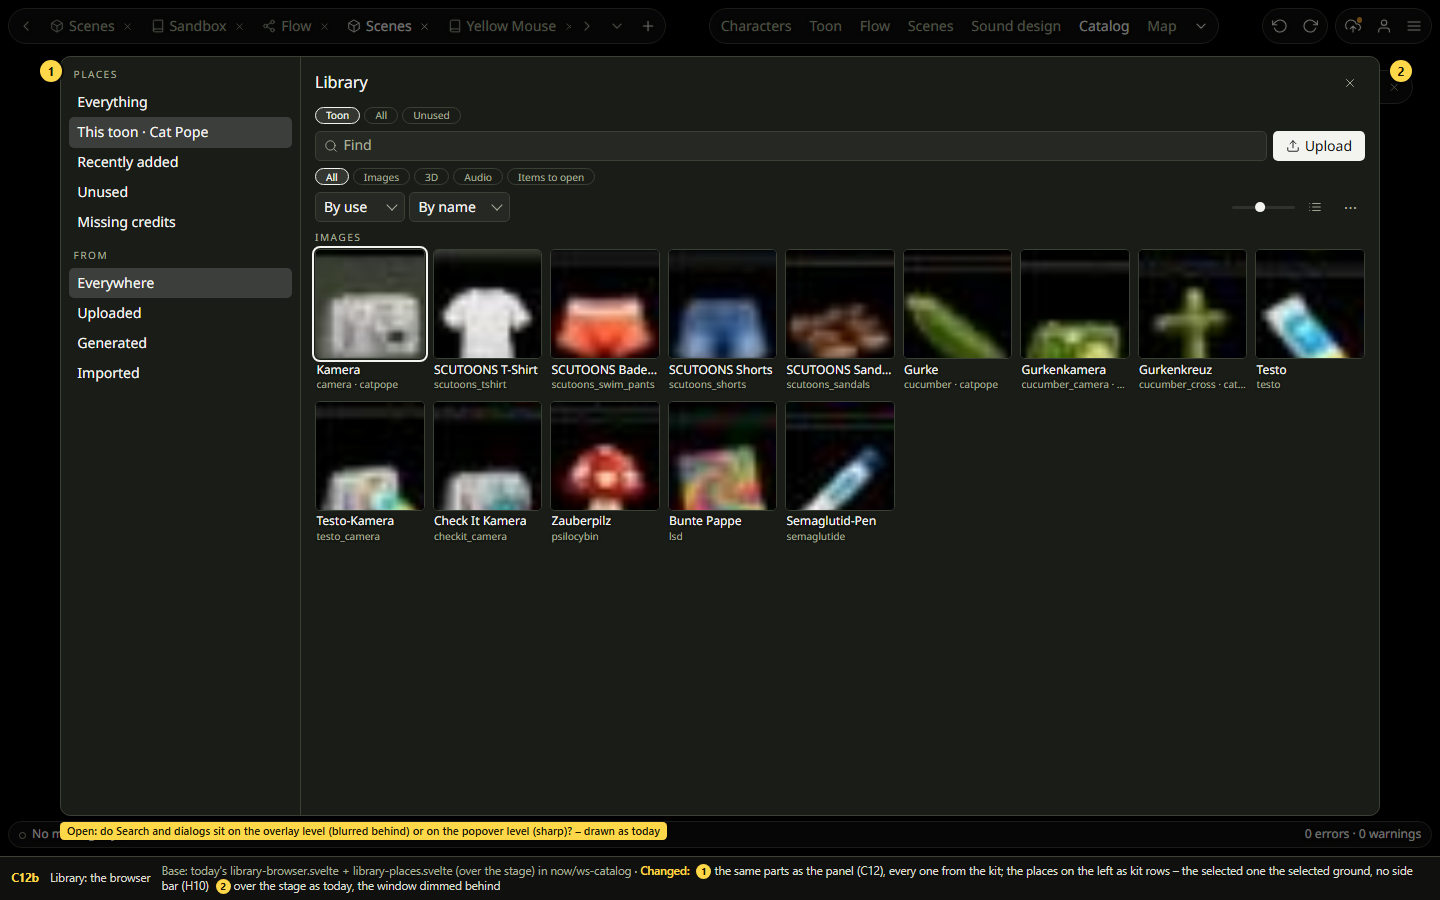 Scenes × Sandbox × Flow × Scenes × Yellow Mouse × Characters Toon Flow Scenes Sound design Catalog Map
1
2
PLACES
Everything
This toon · Cat Pope
Recently added
Unused
Missing credits
FROM
Everywhere
Uploaded
Generated
Imported
Library
Toon All Unused
Find Upload
All Images 3D Audio Items to open
By use By name
IMAGES
Kamera SCUTOONS T-Shirt SCUTOONS Bade... SCUTOONS Shorts SCUTOONS Sand... Gurke Gurkenkamera Gurkenkreuz Testo
camera · catpope scutoons_tshirt scutoons_swim_pants scutoons_shorts scutoons_sandals cucumber · catpope cucumber_camera · ... cucumber_cross · cat... testo
Testo-Kamera Check It Kamera Zauberpilz Bunte Pappe Semaglutid-Pen
testo_camera checkit_camera psilocybin lsd semaglutide
No
Open: do Search and dialogs sit on the overlay level (blurred behind) or on the popover level (sharp)? – drawn as today
0 errors · 0 warnings
C12b Library: the browser
Base: today's library-browser.svelte + library-places.svelte (over the stage) in now/ws-catalog · Changed: 1 the same parts as the panel (C12), every one from the kit; the places on the left as kit rows – the selected one the selected ground, no side
bar (H10) 2 over the stage as today, the window dimmed behind